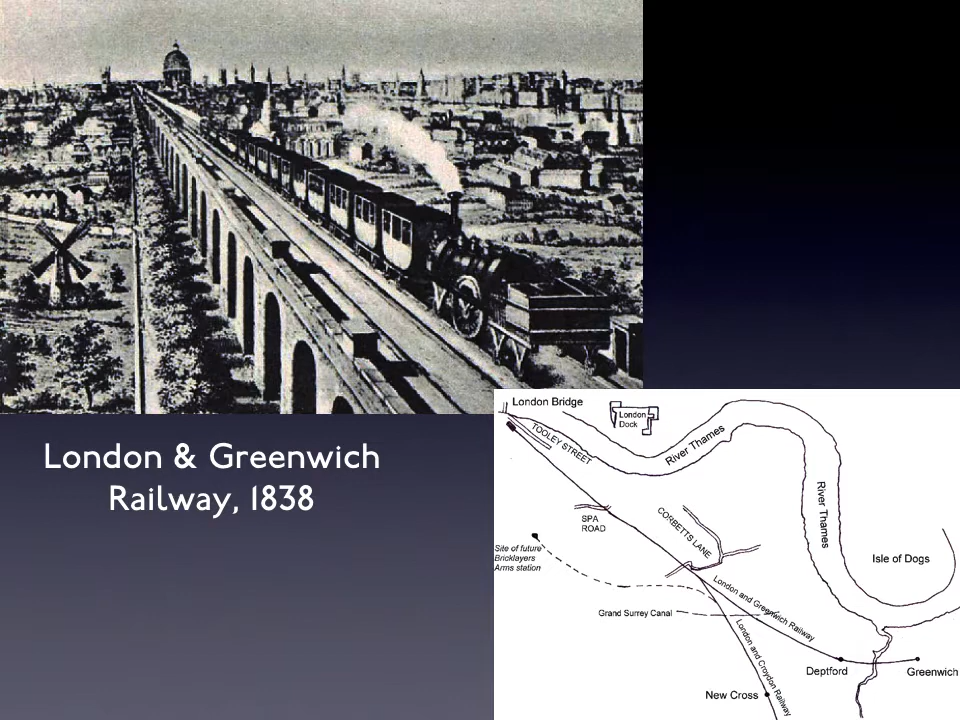 London & Greenwich
Railway, 1838
London Bridge
London
Dock
TOOLEY STREET
River Thames
River Thames
SPA
ROAD
CORBETTS LANE
Site of future
Bricklayers
Arms station
Isle of Dogs
London and Greenwich Railway
Grand Surrey Canal
London and Croydon Railway
Deptford
Greenwich
New Cross